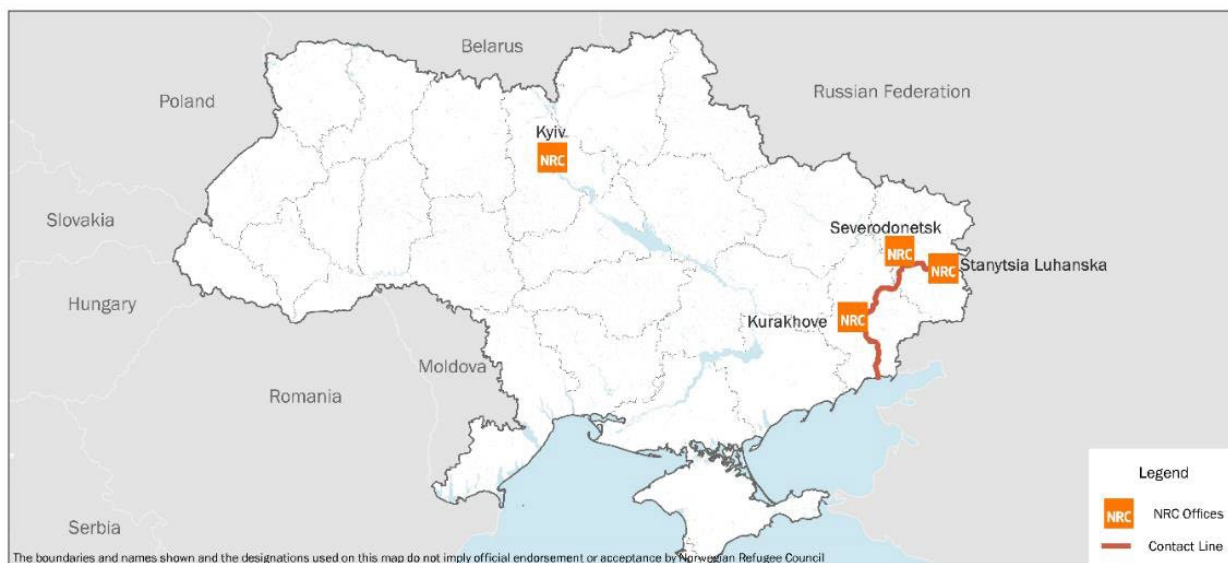 Belarus
Poland
Russian Federation
Kyiv
NRC
Slovakia
Severodonetsk
NRC
NRC
Stanytsia Luhanska
Hungary
Kurakhove
NRC
Moldova
Romania
Legend
NRC
NRC Offices
Serbia
Contact Line
The boundaries and names shown and the designations used on this map do not imply official endorsement or acceptance by Norwegian Refugee Council